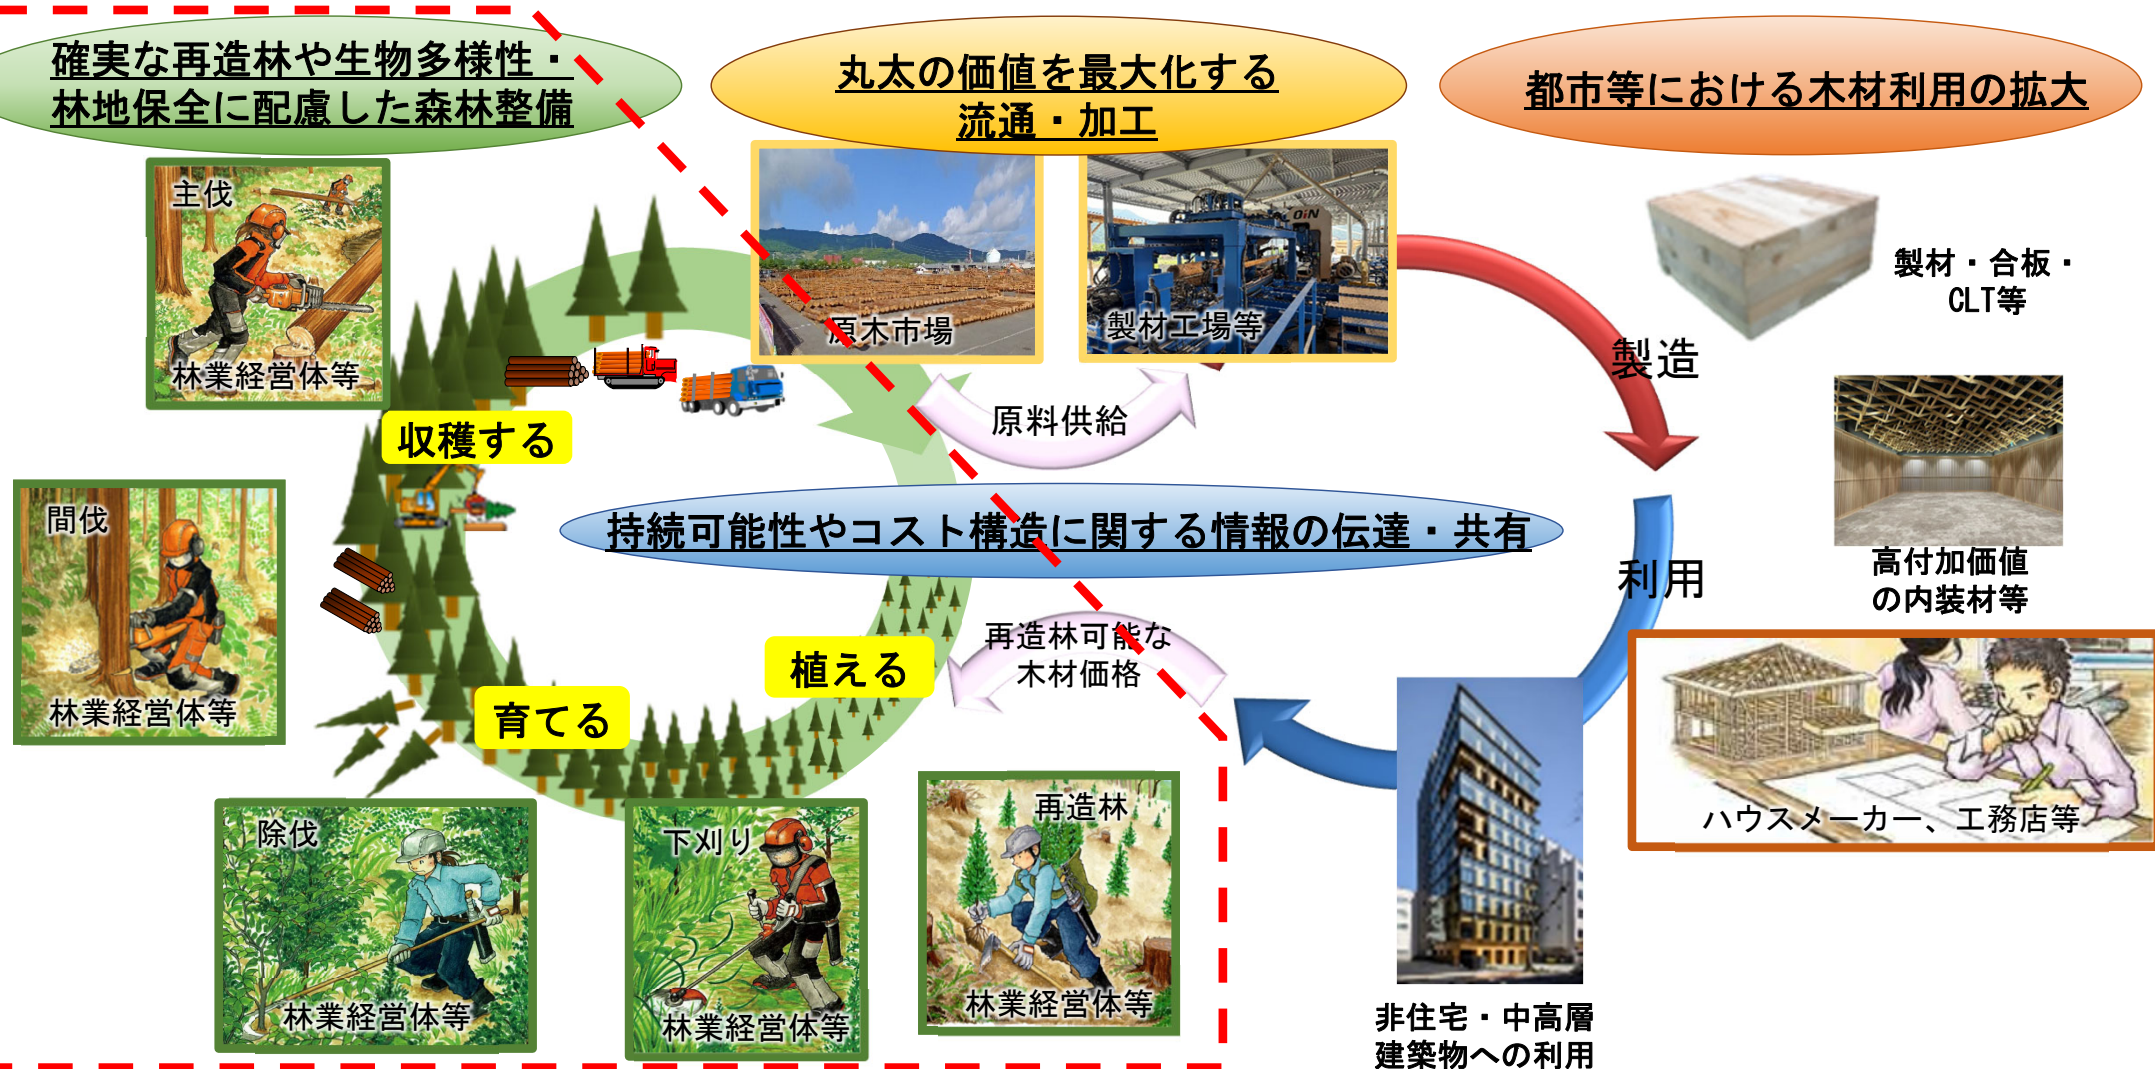 確実な再造林や生物多様性・
林地保全に配慮した森林整備
丸太の価値を最大化する
流通・加工
都市等における木材利用の拡大
主伐
林業経営体等
原木市場
OiN
製材工場等
製材・合板・
CLT等
製造
原料供給
収穫する
間伐
林業経営体等
持続可能性やコスト構造に関する情報の伝達・共有
高付加価値
の内装材等
利用
再造林可能な
木材価格
植える
育てる
除伐
林業経営体等
下刈り
林業経営体等
再造林
林業経営体等
ハウスメーカー、工務店等
非住宅・中高層
建築物への利用